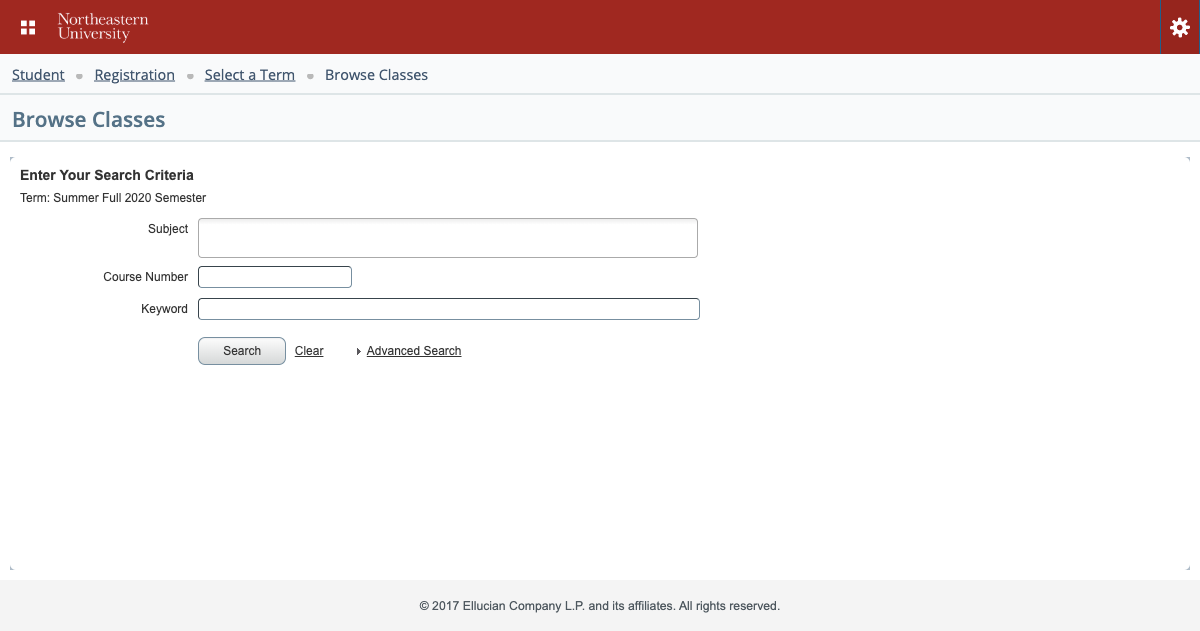 Northeastern
University
Student Registration Select a Term Browse Classes
Browse Classes
Enter Your Search Criteria
Term: Summer Full 2020 Semester
Subject
Course Number
Keyword
Search Clear Advanced Search
© 2017 Ellucian Company L.P. and its affiliates. All rights reserved.